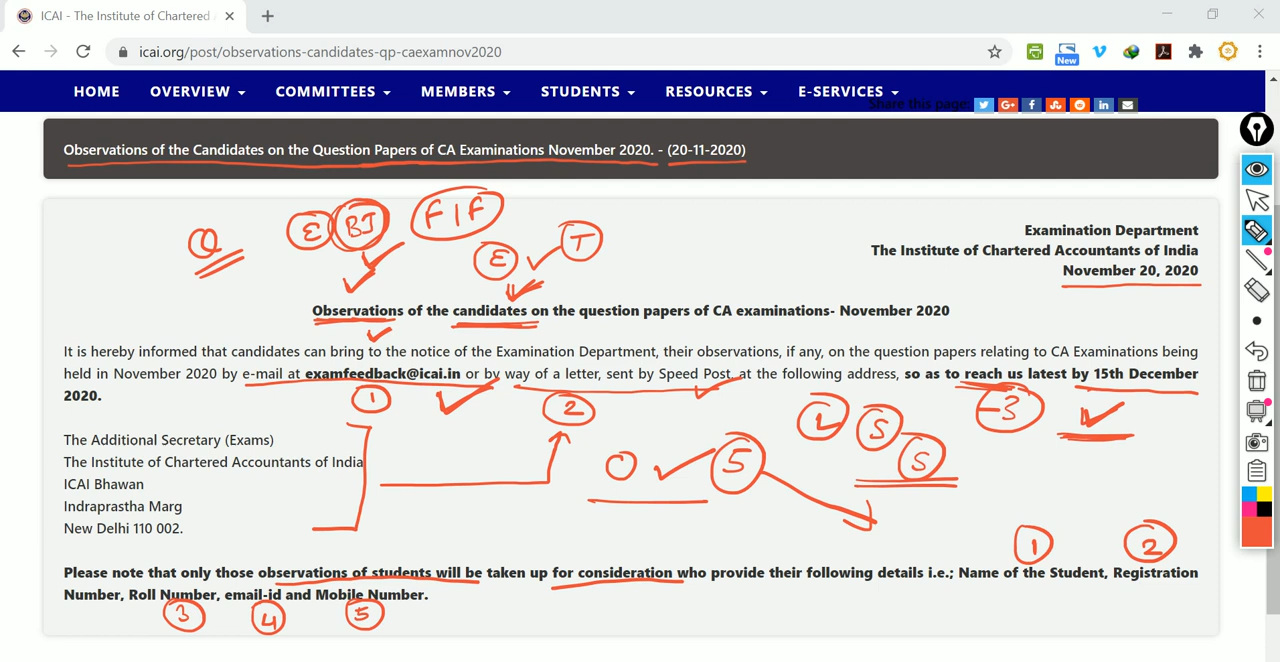 ICAI - The Institute of Chartered A
icai.org/post/observations-candidates-qp-caexamnov2020
New
HOME OVERVIEW COMMITTEES MEMBERS STUDENTS RESOURCES E-SERVICES
Share this page:
Observations of the Candidates on the Question Papers of CA Examinations November 2020. - (20-11-2020)
Q E BJ F I F
E T
Examination Department
The Institute of Chartered Accountants of India
November 20, 2020
Observations of the candidates on the question papers of CA examinations- November 2020
It is hereby informed that candidates can bring to the notice of the Examination Department, their observations, if any, on the question papers relating to CA Examinations being
held in November 2020 by e-mail at examfeedback@icai.in or by way of a letter, sent by Speed Post, at the following address, so as to reach us latest by 15th December
2020.
1 2 L S S -3
The Additional Secretary (Exams)
The Institute of Chartered Accountants of India
ICAI Bhawan
Indraprastha Marg
New Delhi 110 002.
0 5
1 2
Please note that only those observations of students will be taken up for consideration who provide their following details i.e.; Name of the Student, Registration
Number, Roll Number, email-id and Mobile Number.
3 4 5